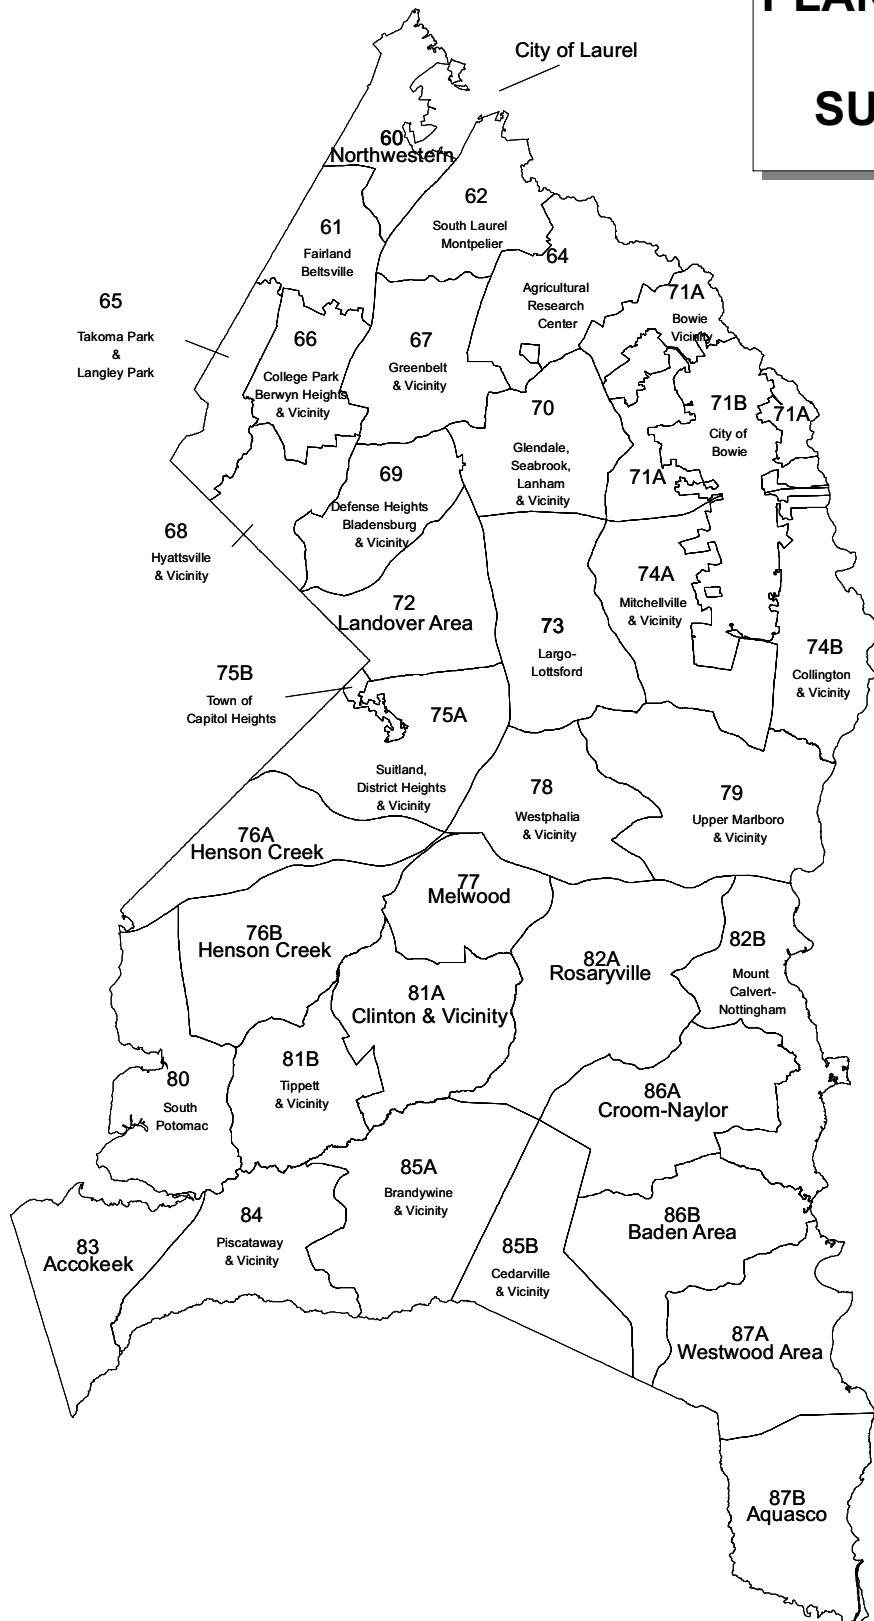 SU
City of Laurel
60
Northwestern
62
South Laurel
Montpelier
61
Fairland
Beltsville
64
Agricultural
Research
Center
65
Takoma Park
&
Langley Park
71A
Bowie
Vicinity
66
College Park
Berwyn Heights
& Vicinity
67
Greenbelt
& Vicinity
70
Glendale,
Seabrook,
Lanham
& Vicinity
71B
City of
Bowie
71A
69
Defense Heights
Bladensburg
& Vicinity
71A
68
Hyattsville
& Vicinity
72
Landover Area
73
Largo-
Lottsford
74A
Mitchellville
& Vicinity
74B
Collington
& Vicinity
75B
Town of
Capitol Heights
75A
Suitland,
District Heights
& Vicinity
78
Westphalia
& Vicinity
79
Upper Marlboro
& Vicinity
76A
Henson Creek
77
Melwood
76B
Henson Creek
82A
Rosaryville
82B
Mount
Calvert-
Nottingham
81A
Clinton & Vicinity
81B
Tippett
& Vicinity
80
South
Potomac
86A
Croom-Naylor
85A
Brandywine
& Vicinity
84
Piscataway
& Vicinity
83
Accokeek
85B
Cedarville
& Vicinity
86B
Baden Area
87A
Westwood Area
87B
Aquasco